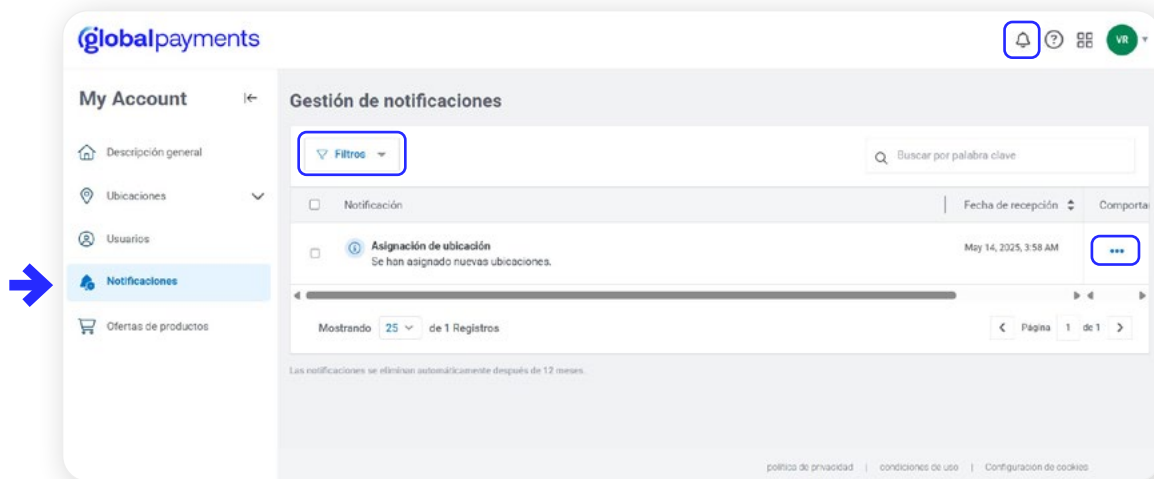 globalpayments
VR
My Account
Gestión de notificaciones
Descripción general
Filtros
Buscar por palabra clave
Ubicaciones
Notificación
Fecha de recepción
Comporta
Usuarios
Asignación de ubicación
May 14, 2025, 3:58 AM
Se han asignado nuevas ubicaciones.
Notificaciones
Ofertas de productos
Mostrando 25 de 1 Registros
Página 1 de 1
Las notificaciones se eliminan automáticamente después de 12 meses.
política de privacidad | condiciones de uso | Configuración de cookies